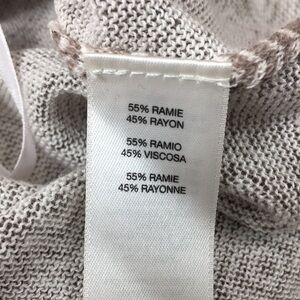 55% RAMIE
45% RAYON
55% RAMIO
45% VISCOSA
55% RAMIE
45% RAYONNE